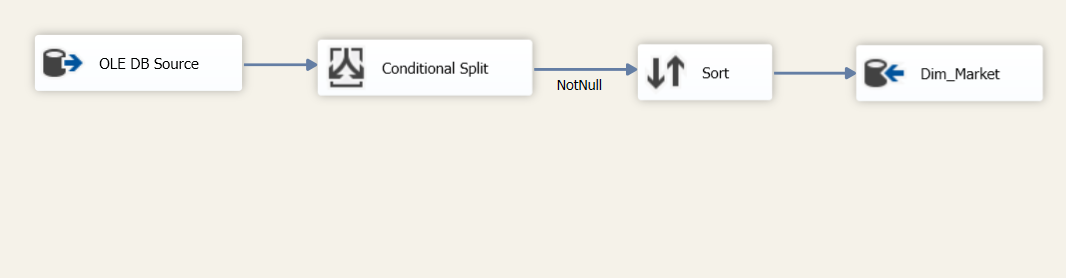 OLE DB Source
Conditional Split
NotNull
Sort
Dim_Market